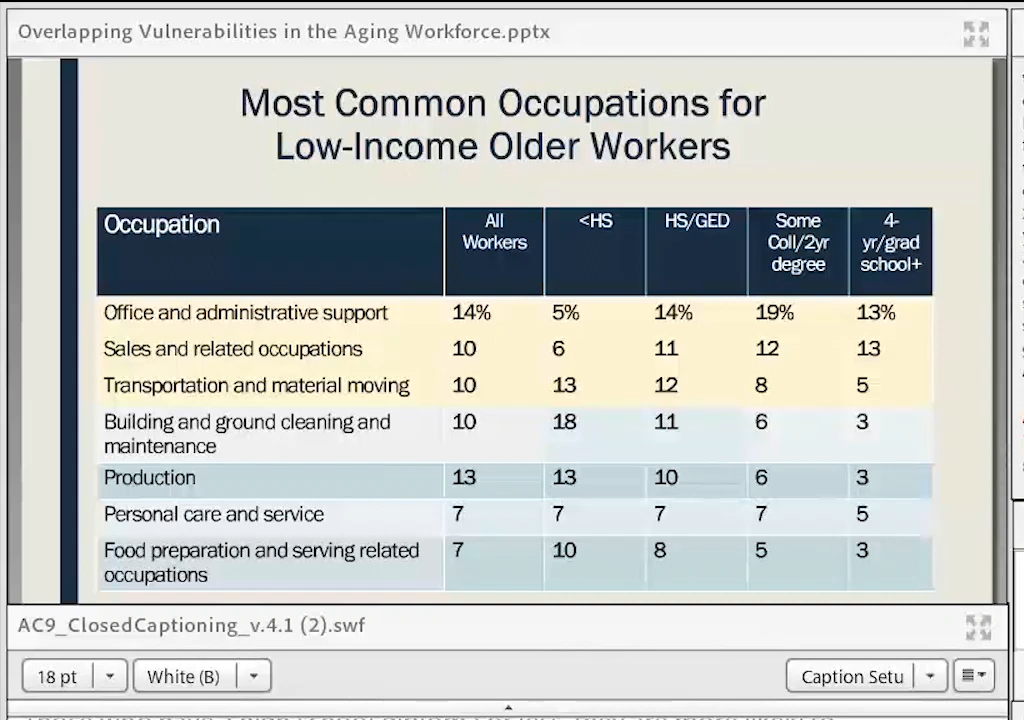 Overlapping Vulnerabilities in the Aging Workforce.pptx
Most Common Occupations for
Low-Income Older Workers
Occupation All Workers <HS HS/GED Some Coll/2yr degree 4-yr/grad school+
Office and administrative support 14% 5% 14% 19% 13%
Sales and related occupations 10 6 11 12 13
Transportation and material moving 10 13 12 8 5
Building and ground cleaning and
maintenance 10 18 11 6 3
Production 13 13 10 6 3
Personal care and service 7 7 7 7 5
Food preparation and serving related
occupations 7 10 8 5 3
AC9_ClosedCaptioning_v.4.1 (2).swf
18 pt White (B) Caption Setu